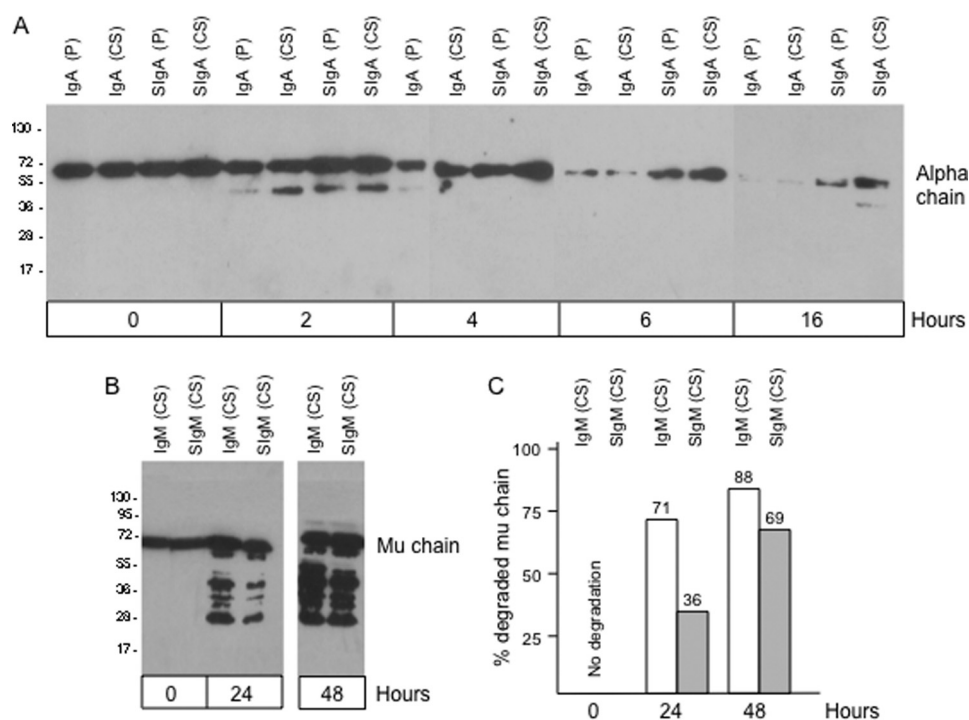 A
IgA (P)
IgA (CS)
SIgA (P)
SIgA (CS)
IgA (P)
IgA (CS)
SIgA (P)
SIgA (CS)
IgA (P)
IgA (CS)
SIgA (P)
SIgA (CS)
IgA (P)
IgA (CS)
SIgA (P)
SIgA (CS)
IgA (P)
IgA (CS)
SIgA (P)
SIgA (CS)
130 -
72 -
55 -
36 -
28 -
17 -
Alpha
chain
0 2 4 6 16 Hours
B
IgM (CS)
SIgM (CS)
IgM (CS)
SIgM (CS)
IgM (CS)
SIgM (CS)
100 -
95 -
72 -
55 -
36 -
28 -
17 -
Mu chain
0 24 48 Hours
C
IgM (CS)
SIgM (CS)
IgM (CS)
SIgM (CS)
IgM (CS)
SIgM (CS)
% degraded mu chain
100
75
50
25
No degradation
71
36
88
69
0 24 48 Hours